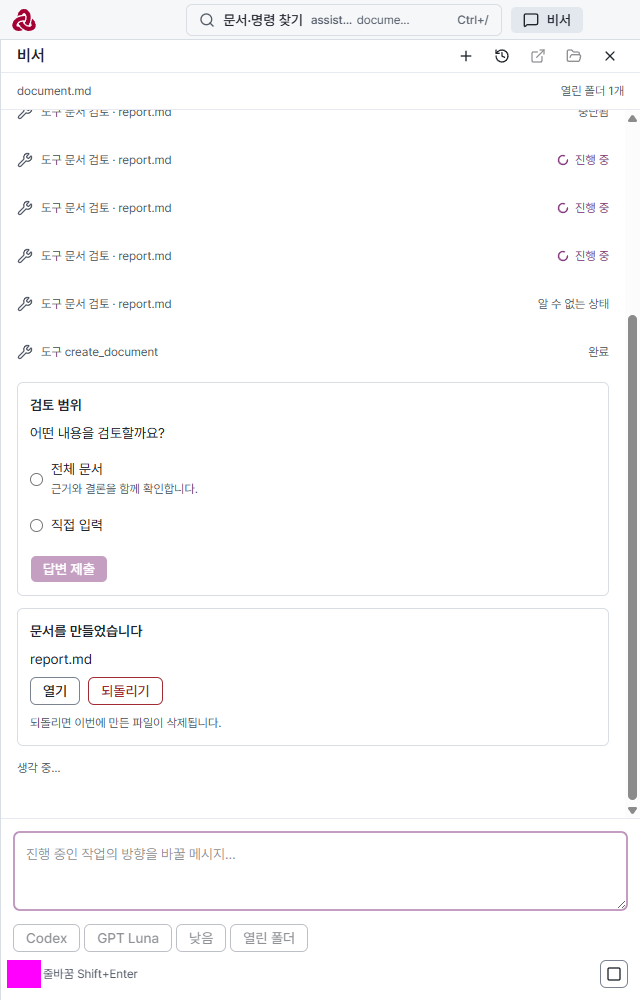 문서·명령 찾기 assist... docume... Ctrl+/ 비서
비서
document.md 열린 폴더 1개
도구 문서 검토 · report.md 중단됨
도구 문서 검토 · report.md 진행 중
도구 문서 검토 · report.md 진행 중
도구 문서 검토 · report.md 진행 중
도구 문서 검토 · report.md 알 수 없는 상태
도구 create_document 완료
검토 범위
어떤 내용을 검토할까요?
전체 문서
근거와 결론을 함께 확인합니다.
직접 입력
답변 제출
문서를 만들었습니다
report.md
열기 되돌리기
되돌리면 이번에 만든 파일이 삭제됩니다.
생각 중...
진행 중인 작업의 방향을 바꿀 메시지...
Codex GPT Luna 낮음 열린 폴더
줄바꿈 Shift+Enter